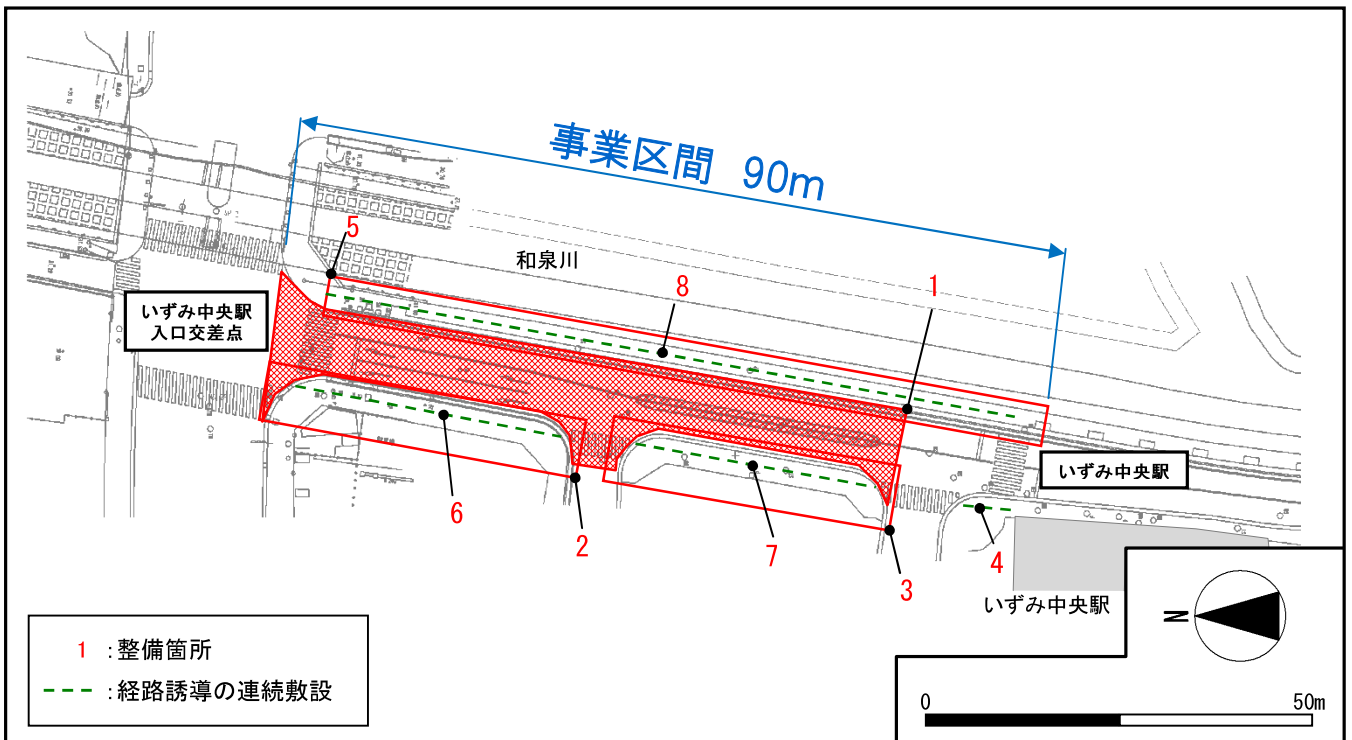 事業区間 90m
5
和泉川
8
1
いずみ中央駅
入口交差点
いずみ中央駅
6
2
7
3
4
いずみ中央駅
N
1 :整備箇所
:経路誘導の連続敷設
0 50m